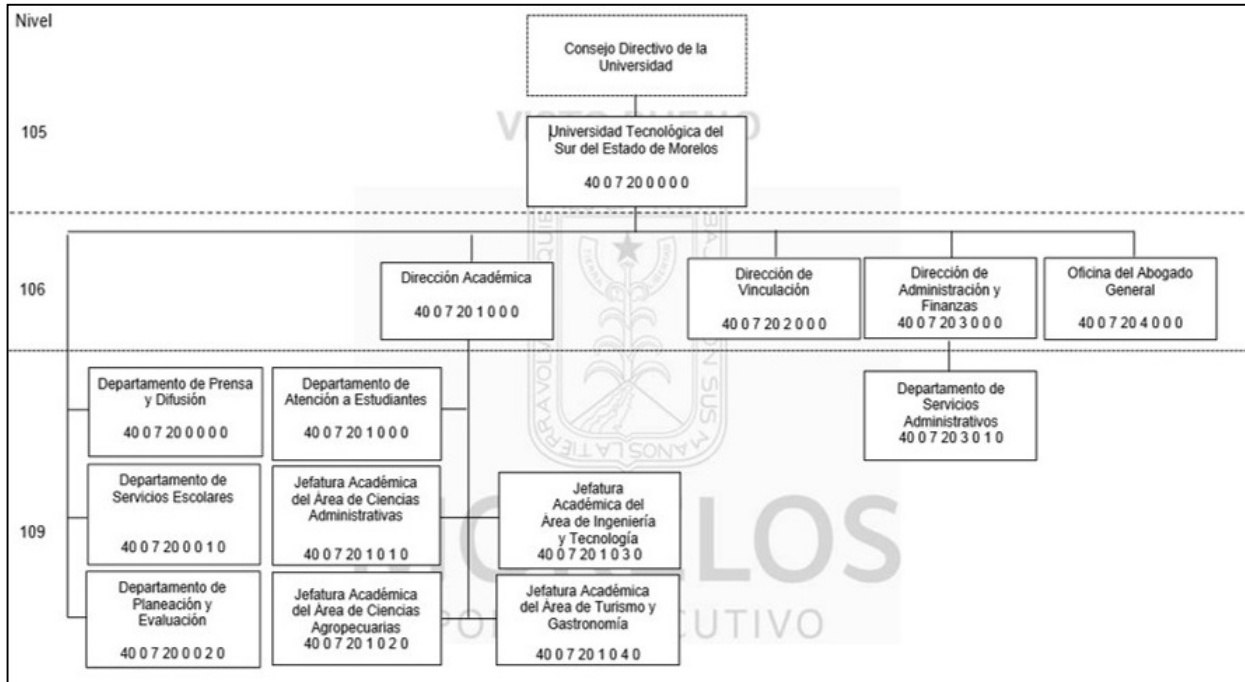 Nivel
Consejo Directivo de la
Universidad
105
Universidad Tecnológica del
Sur del Estado de Morelos
40 0 7 20 0 0 0 0
106
Dirección Académica
40 0 7 20 1 0 0 0
Dirección de
Vinculación
40 0 7 20 2 0 0 0
Dirección de
Administración y
Finanzas
40 0 7 20 3 0 0 0
Oficina del Abogado
General
40 0 7 20 4 0 0 0
109
Departamento de Prensa
y Difusión
40 0 7 20 0 0 0 0
Departamento de
Atención a Estudiantes
40 0 7 20 1 0 0 0
Departamento de
Servicios
Administrativos
40 0 7 20 3 0 1 0
Departamento de
Servicios Escolares
40 0 7 20 0 0 1 0
Jefatura Académica
del Área de Ciencias
Administrativas
40 0 7 20 1 0 1 0
Jefatura
Académica del
Área de Ingeniería
y Tecnología
40 0 7 20 1 0 3 0
Departamento de
Planeación y
Evaluación
40 0 7 20 0 0 2 0
Jefatura Académica
del Área de Ciencias
Agropecuarias
40 0 7 20 1 0 2 0
Jefatura Académica
del Área de Turismo y
Gastronomía
40 0 7 20 1 0 4 0